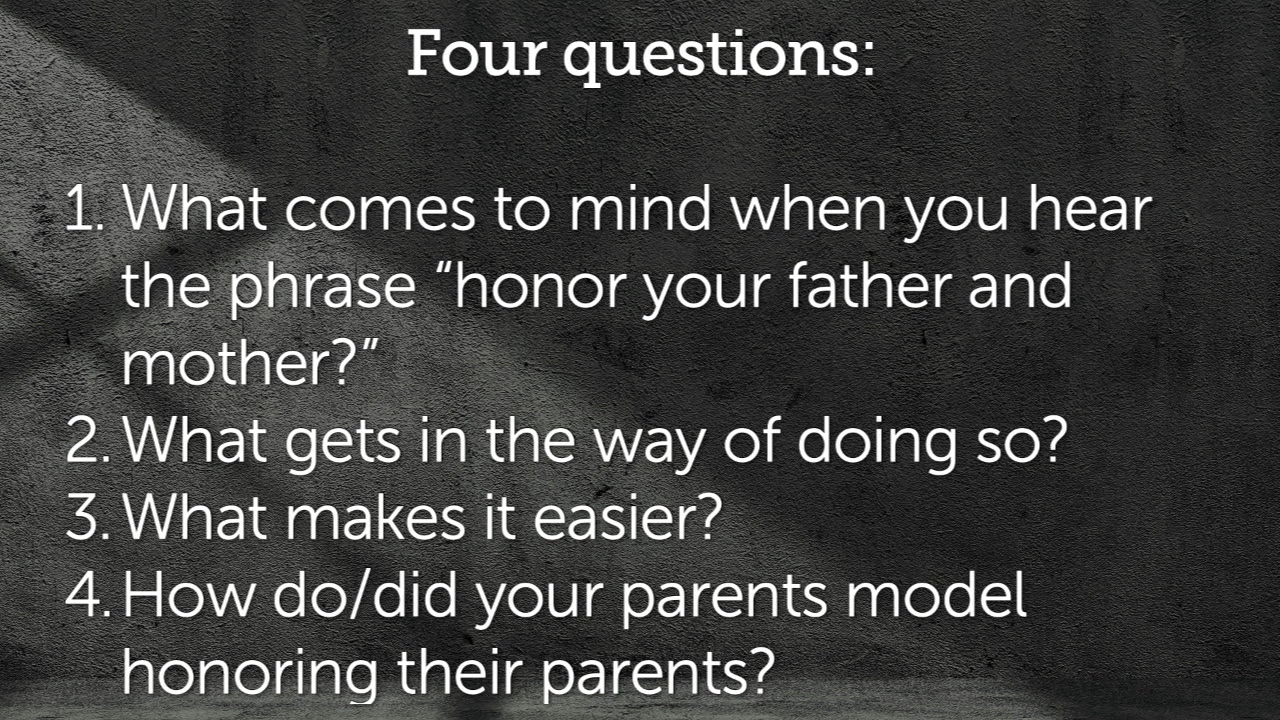 Four questions:
1. What comes to mind when you hear
the phrase “honor your father and
mother?”
2. What gets in the way of doing so?
3. What makes it easier?
4. How do/did your parents model
honoring their parents?